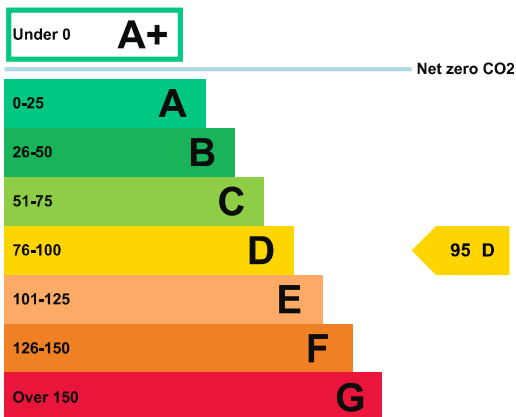 Under 0 A+
Net zero CO2
0-25 A
26-50 B
51-75 C
76-100 D
95 D
101-125 E
126-150 F
Over 150 G